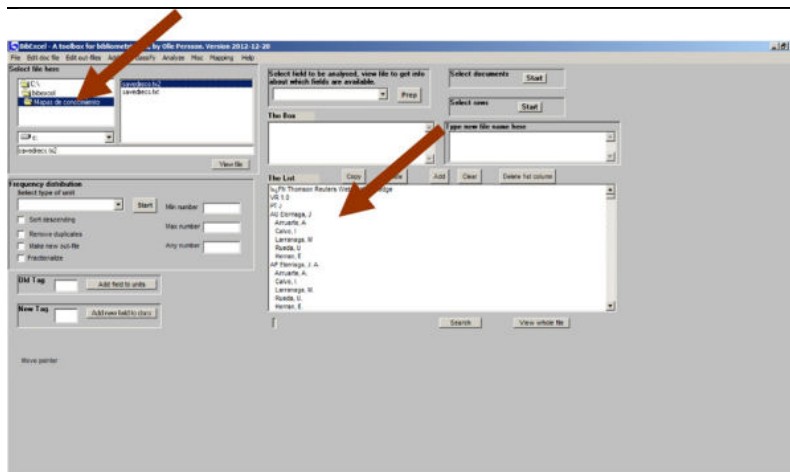 BibExcel - A toolbox for bibliomet by Olle Persson. Version 2012-12-20
File Edit doc file Edit out-files Ad Classify Analyze Misc Mapping Help
Select file here
C:\
bibexcel
Mapas de conocimiento
savedrecs.tx2
savedrecs.txt
c:
savedrecs.tx2
View file
Frequency distribution
Select type of unit
Start
Sort descending
Remove duplicates
Make new out-file
Fractionalize
Min number
Max number
Any number
Old Tag
Add field to units
New Tag
Add new field to docs
Move pointer
Select field to be analysed, view file to get info
about which fields are available.
Prep
Select documents
Start
Select rows
Start
The Box
Type new file name here
The List
Copy
Add
Clear
Delete 1st column
FN Thomson Reuters Web edge
VR 1.0
PT J
AU Elorriaga, J
Arruarte, A
Calvo, I
Larranaga, M
Rueda, U
Herran, E
AF Elorriaga, J. A.
Arruarte, A.
Calvo, I.
Larranaga, M.
Rueda, U.
Herran, E.
Search
View whole file